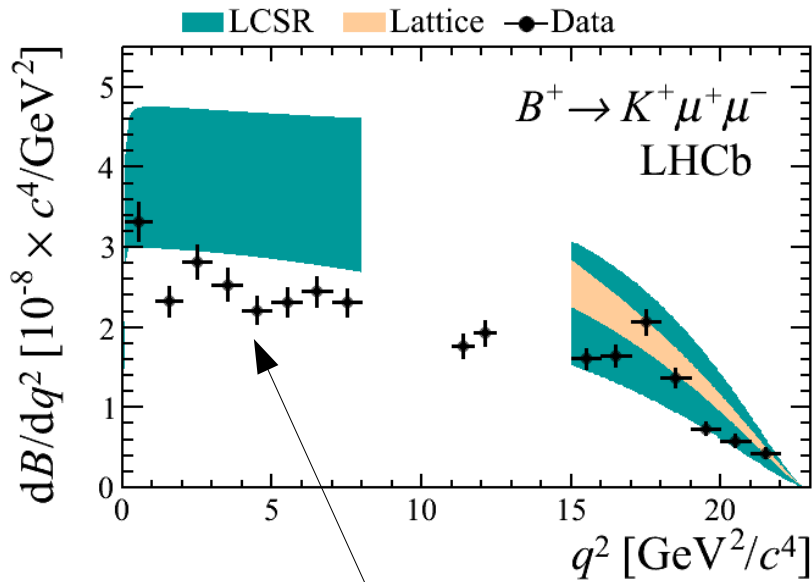 LCSR Lattice Data
dB/dq² [10⁻⁸ × c⁴/GeV²]
5
4
3
2
1
0
B⁺ → K⁺μ⁺μ⁻
LHCb
0 5 10 15 20
q² [GeV²/c⁴]